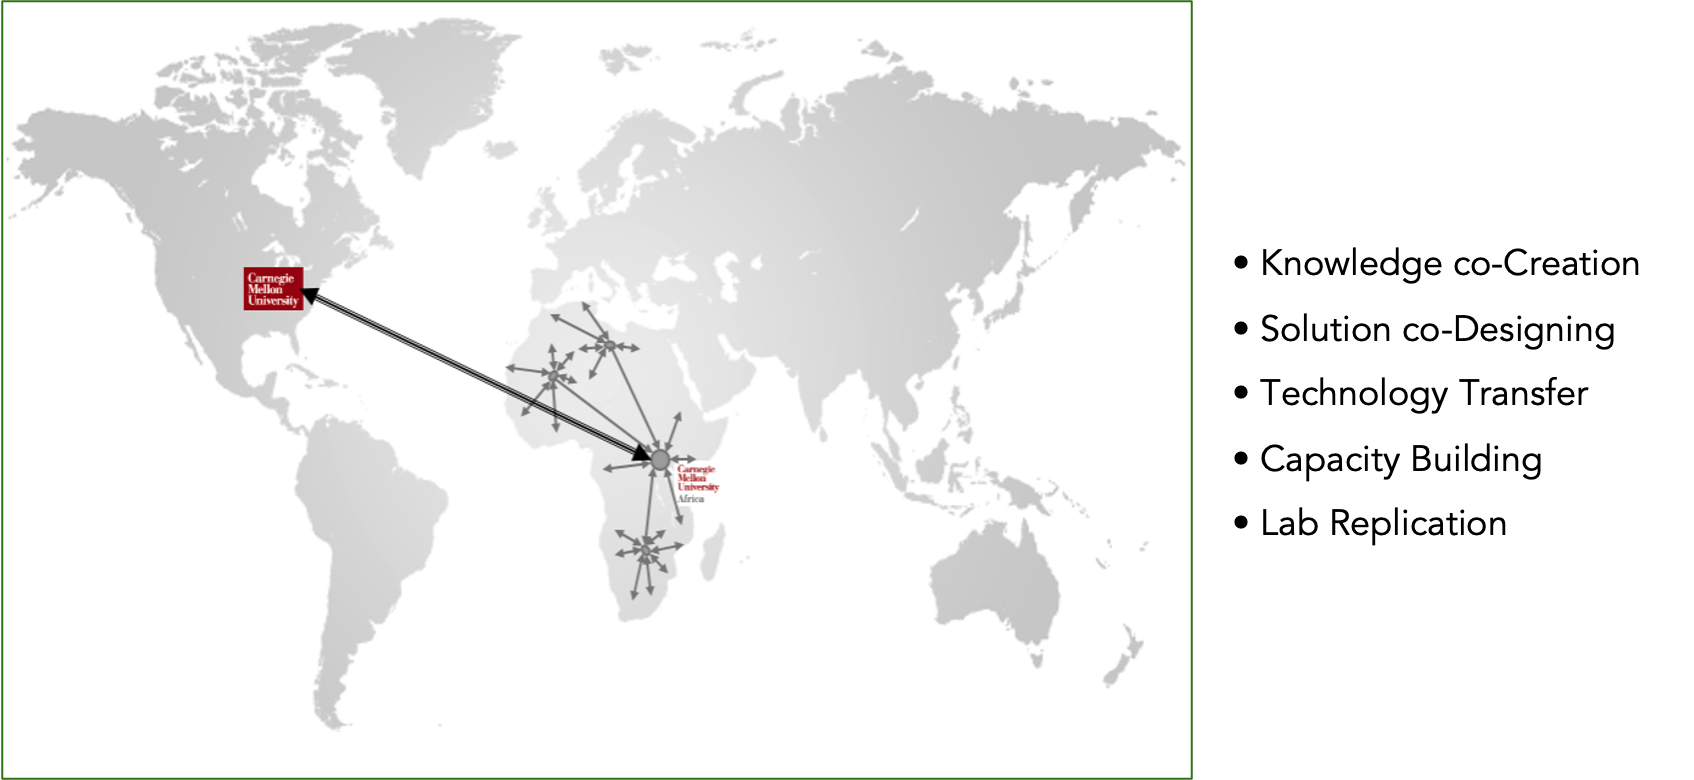 Carnegie
Mellon
University
Carnegie
Mellon
University
Africa
• Knowledge co-Creation
• Solution co-Designing
• Technology Transfer
• Capacity Building
• Lab Replication